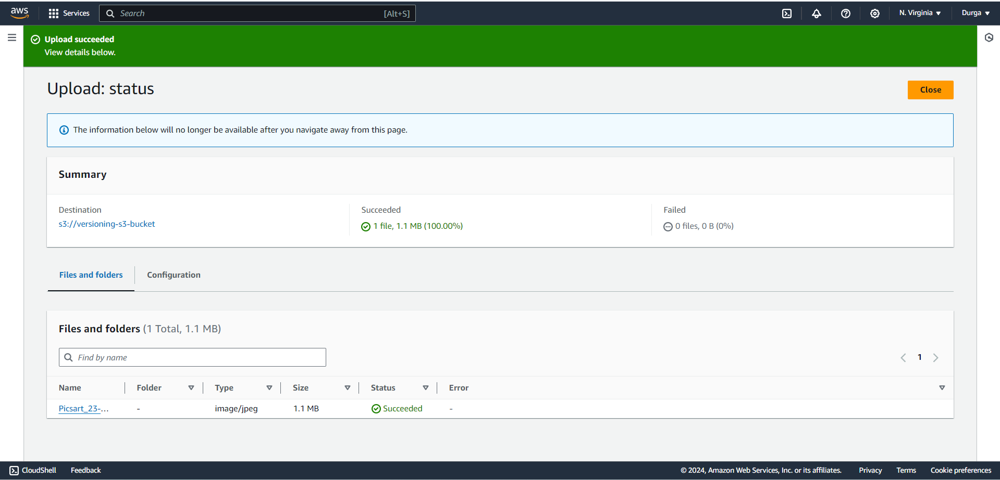 aws Services Search [Alt+S] N. Virginia Durga
Upload succeeded
View details below.
Upload: status
Close
The information below will no longer be available after you navigate away from this page.
Summary
Destination Succeeded Failed
s3://versioning-s3-bucket 1 file, 1.1 MB (100.00%) 0 files, 0 B (0%)
Files and folders Configuration
Files and folders (1 Total, 1.1 MB)
Find by name 1
Name Folder Type Size Status Error
Picsart_23-... - image/jpeg 1.1 MB Succeeded -
CloudShell Feedback © 2024, Amazon Web Services, Inc. or its affiliates. Privacy Terms Cookie preferences